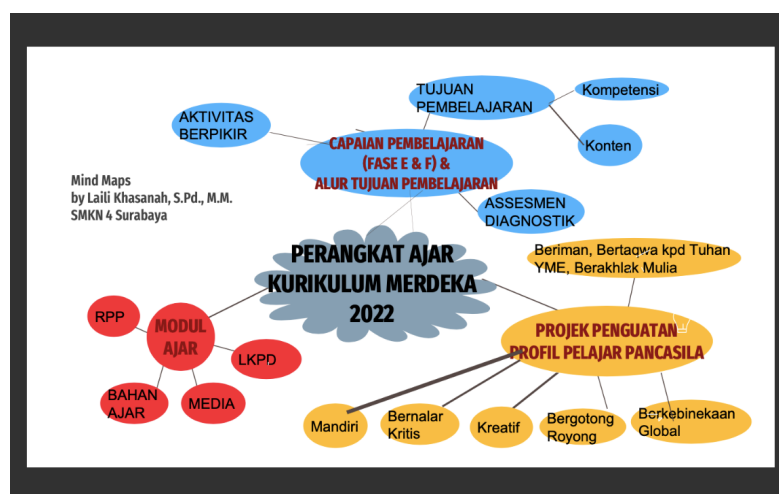 TUJUAN
PEMBELAJARAN
Kompetensi
AKTIVITAS
BERPIKIR
Konten
CAPAIAN PEMBELAJARAN
(FASE E & F) &
ALUR TUJUAN PEMBELAJARAN
Mind Maps
by Laili Khasanah, S.Pd., M.M.
SMKN 4 Surabaya
ASSESMEN
DIAGNOSTIK
PERANGKAT AJAR
KURIKULUM MERDEKA
2022
Beriman, Bertaqwa kpd Tuhan
YME, Berakhlak Mulia
RPP
MODUL
AJAR
LKPD
BAHAN
AJAR
MEDIA
PROJEK PENGUATAN
PROFIL PELAJAR PANCASILA
Mandiri
Bernalar
Kritis
Kreatif
Bergotong
Royong
Berkebinekaan
Global